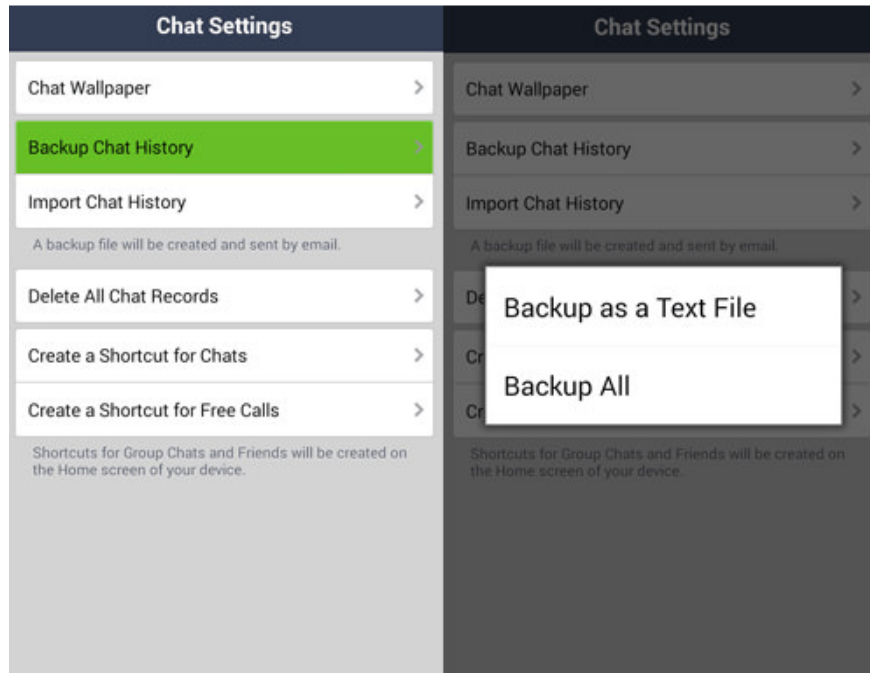 Chat Settings
Chat Wallpaper
Backup Chat History
Import Chat History
A backup file will be created and sent by email.
Delete All Chat Records
Create a Shortcut for Chats
Create a Shortcut for Free Calls
Shortcuts for Group Chats and Friends will be created on
the Home screen of your device.
Chat Settings
Chat Wallpaper
Backup Chat History
Import Chat History
A backup file will be created and sent by email.
De
Backup as a Text File
Cr
Backup All
Cr
Shortcuts for Group Chats and Friends will be created on
the Home screen of your device.